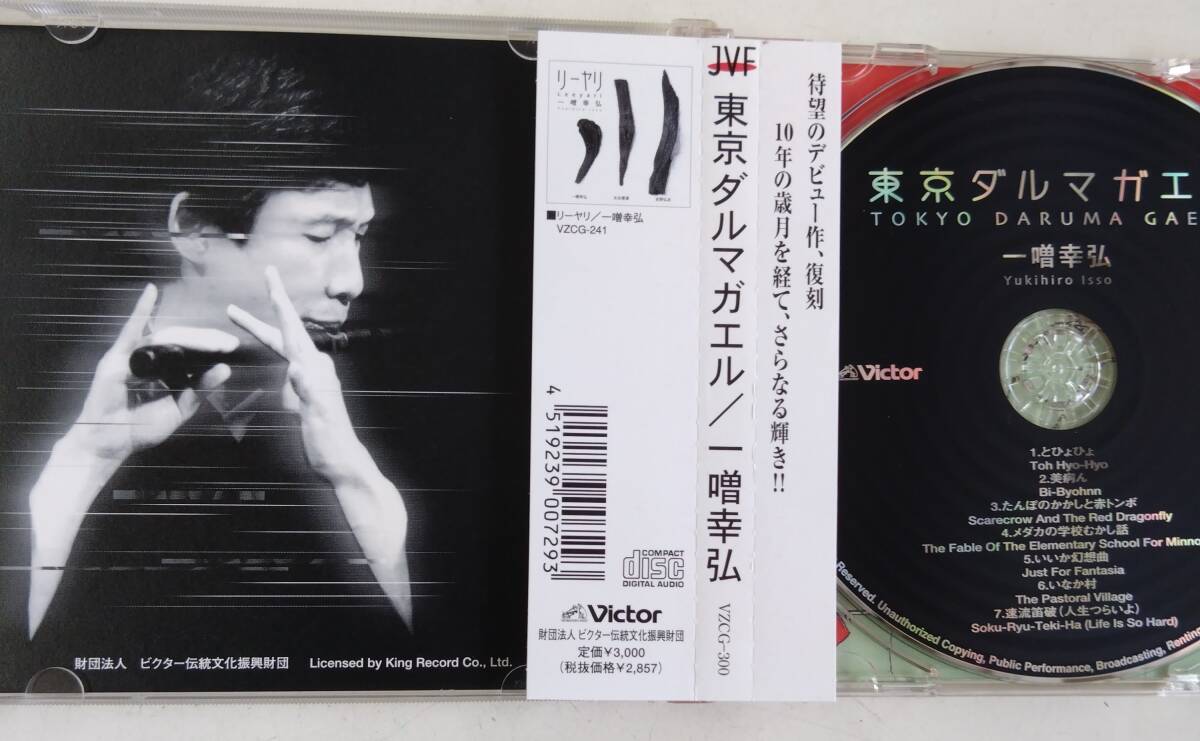 財団法人 ビクター伝統文化振興財団 Licensed by King Record Co., Ltd.
リーヤリ
Leeyari
一噌幸弘
■リーヤリ／一噌幸弘
VZCG-241
4 519239 007293
COMPACT
disc
DIGITAL AUDIO
Victor
財団法人 ビクター伝統文化振興財団
定価¥3,000
(税抜価格¥2,857)
JVF
東京ダルマガエル／一噌幸弘
VZCG-300
待望のデビュー作、復刻
10年の歳月を経て、さらなる輝き!!
東京ダルマガエ
TOKYO DARUMA GAE
一噌幸弘
Yukihiro Isso
Victor
1.とひょひょ
Toh Hyo-Hyo
2.美病ん
Bi-Byohnn
3.たんぼのかかしと赤トンボ
Scarecrow And The Red Dragonfly
4.メダカの学校むかし話
The Fable Of The Elementary School For Minno
5.いいか幻想曲
Just For Fantasia
6.いなか村
The Pastoral Village
7.速流笛破（人生つらいよ）
Soku-Ryu-Teki-Ha (Life Is So Hard)
Reserved. Unauthorized Copying, Public Performance, Broadcasting, Renting